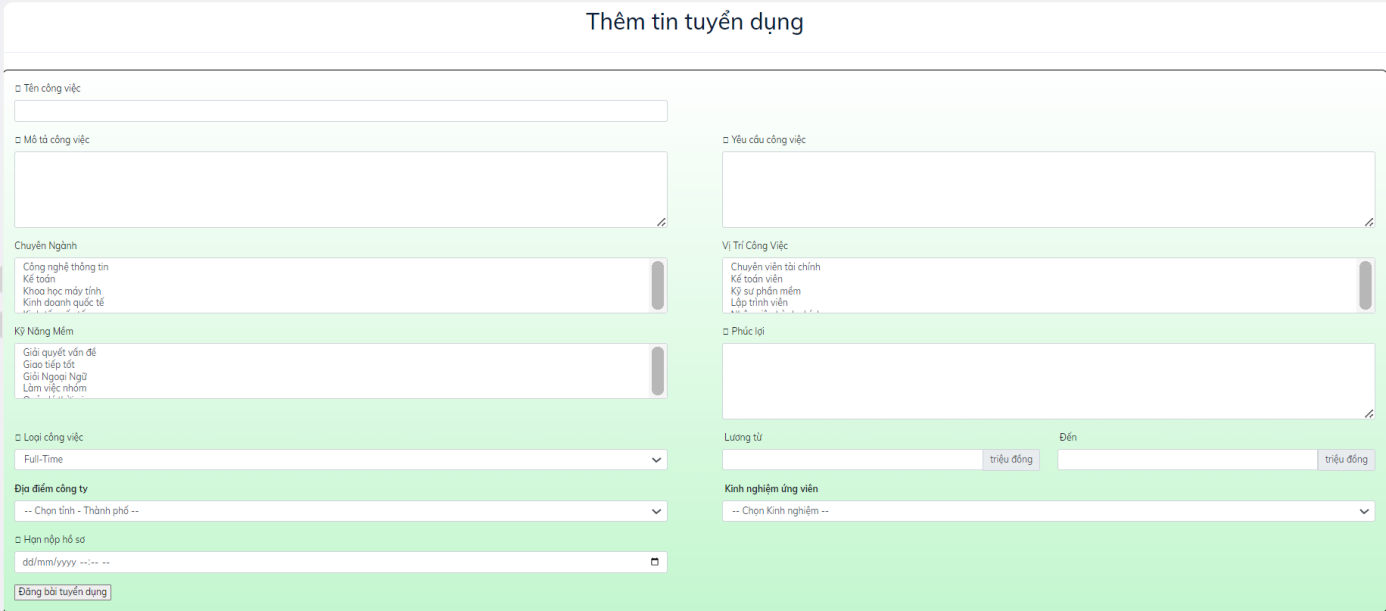 Thêm tin tuyển dụng
Tên công việc
Mô tả công việc
Yêu cầu công việc
Chuyên Ngành
Công nghệ thông tin
Kế toán
Khoa học máy tính
Kinh doanh quốc tế
Vị Trí Công Việc
Chuyên viên tài chính
Kế toán viên
Kỹ sư phần mềm
Lập trình viên
Kỹ Năng Mềm
Giải quyết vấn đề
Giao tiếp tốt
Giỏi Ngoại Ngữ
Làm việc nhóm
Phúc lợi
Loại công việc
Full-Time
Lương từ
triệu đồng
Đến
triệu đồng
Địa điểm công ty
-- Chọn tỉnh - Thành phố --
Kinh nghiệm ứng viên
-- Chọn Kinh nghiệm --
Hạn nộp hồ sơ
dd/mm/yyyy --:-- --
Đăng bài tuyển dụng